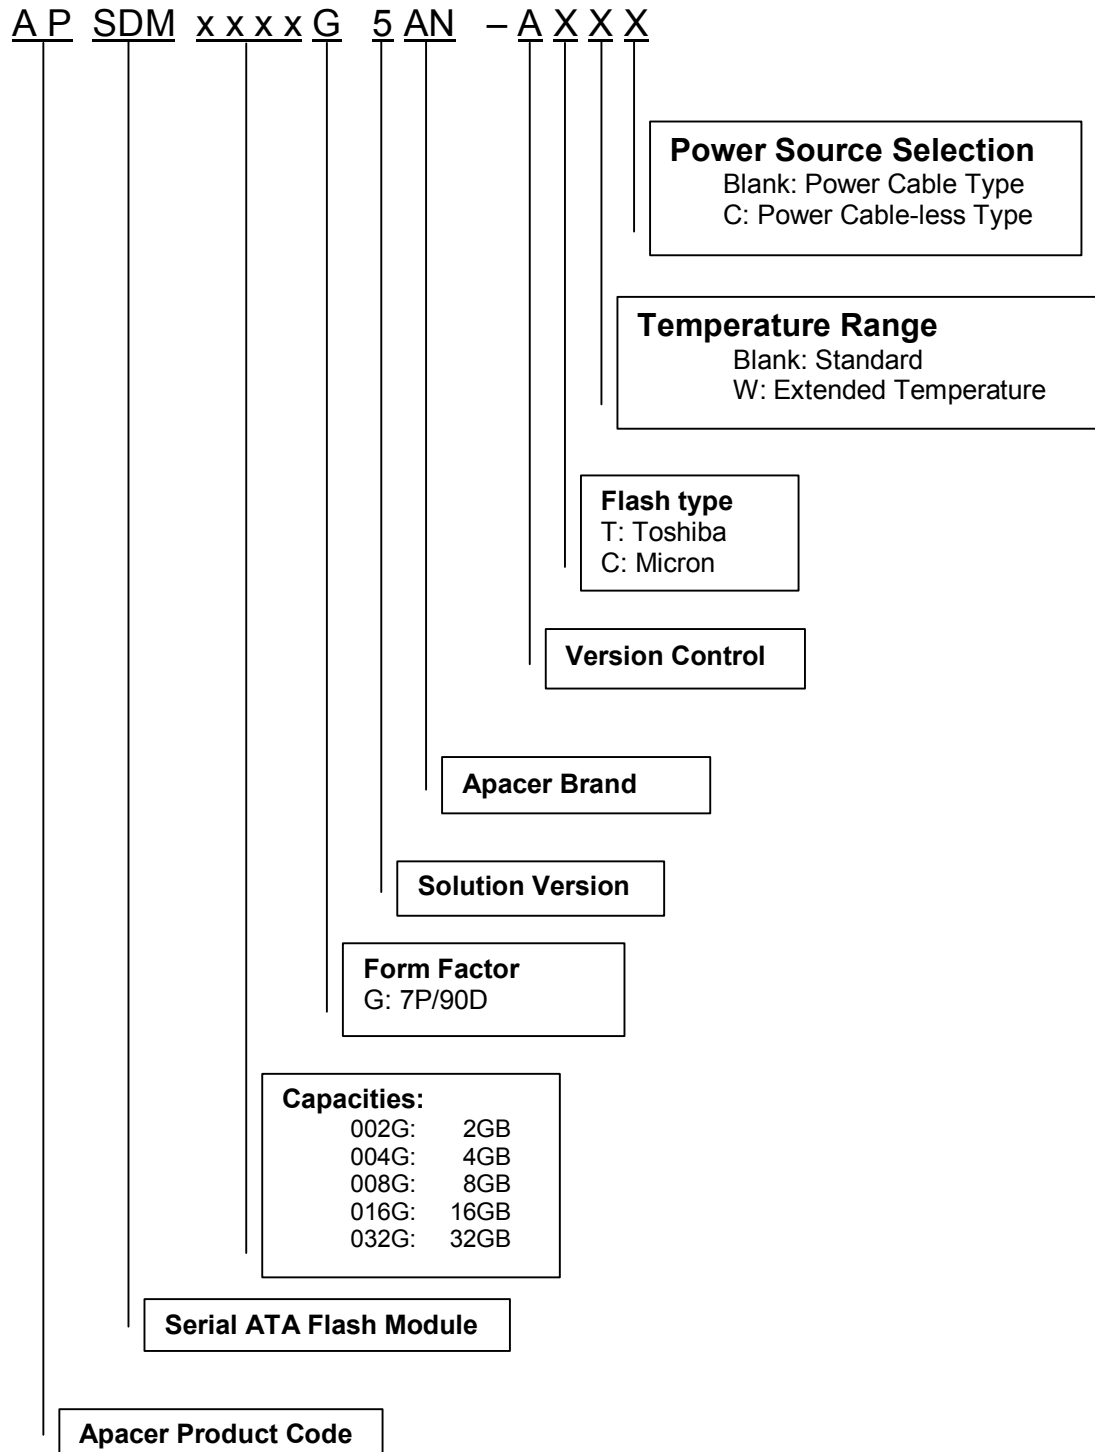 A P SDM x x x x G 5 AN – A X X X
Power Source Selection
Blank: Power Cable Type
C: Power Cable-less Type
Temperature Range
Blank: Standard
W: Extended Temperature
Flash type
T: Toshiba
C: Micron
Version Control
Apacer Brand
Solution Version
Form Factor
G: 7P/90D
Capacities:
002G: 2GB
004G: 4GB
008G: 8GB
016G: 16GB
032G: 32GB
Serial ATA Flash Module
Apacer Product Code